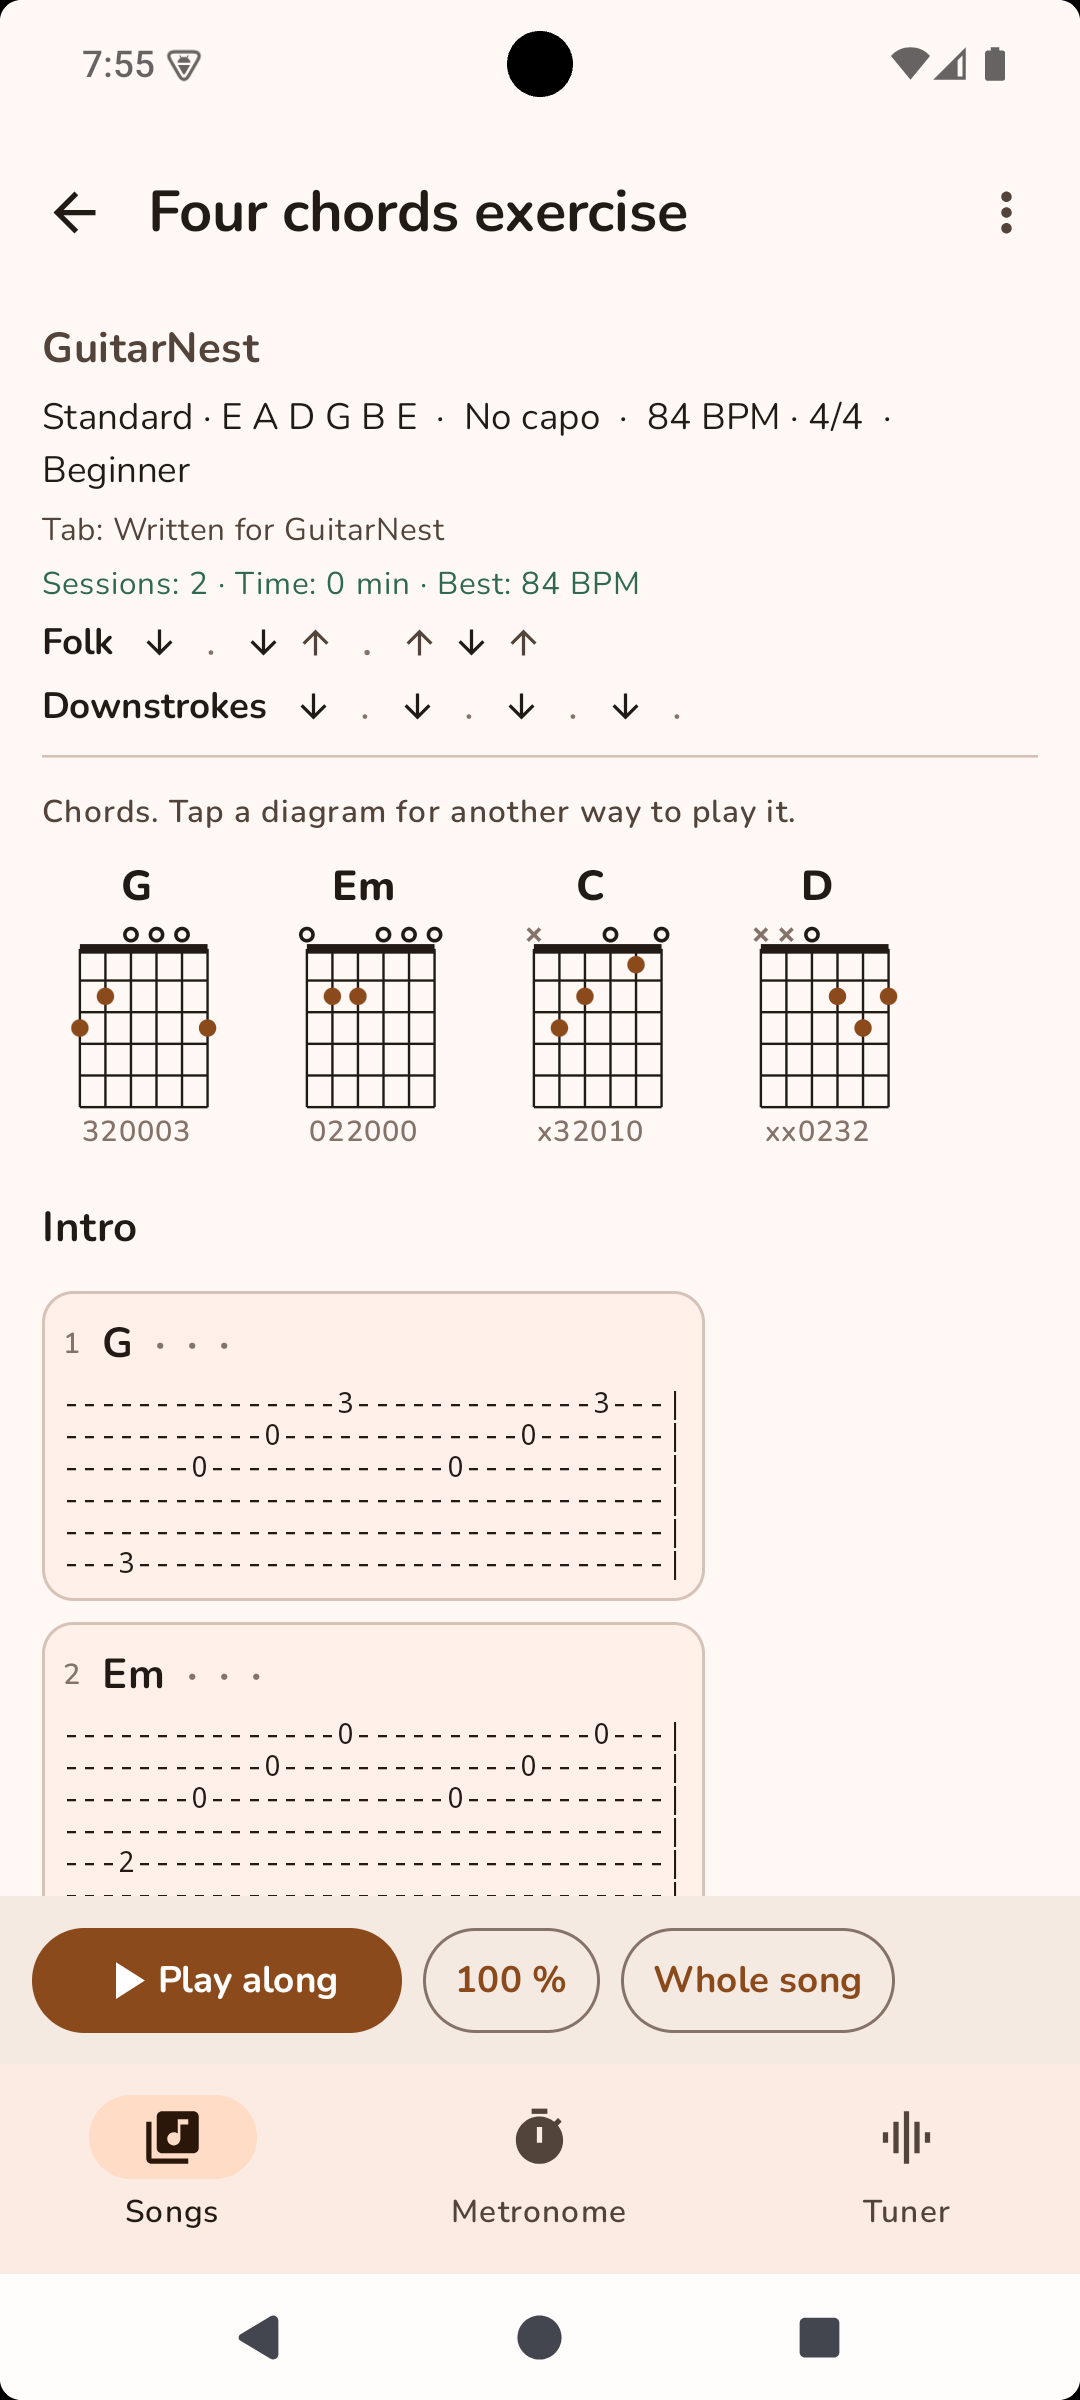 7:55
Four chords exercise
GuitarNest
Standard · E A D G B E · No capo · 84 BPM · 4/4 ·
Beginner
Tab: Written for GuitarNest
Sessions: 2 · Time: 0 min · Best: 84 BPM
Folk ↓ . ↓ ↑ . ↑ ↓ ↑
Downstrokes ↓ . ↓ . ↓ . ↓ .
Chords. Tap a diagram for another way to play it.
G Em C D
320003 022000 x32010 xx0232
Intro
1 G · · ·
---------------3-------------3---|
-----------0-------------0-------|
-------0-------------0-----------|
---------------------------------|
---------------------------------|
---3-----------------------------|
2 Em · · ·
---------------0-------------0---|
-----------0-------------0-------|
-------0-------------0-----------|
---------------------------------|
---2-----------------------------|
Play along 100 % Whole song
Songs Metronome Tuner